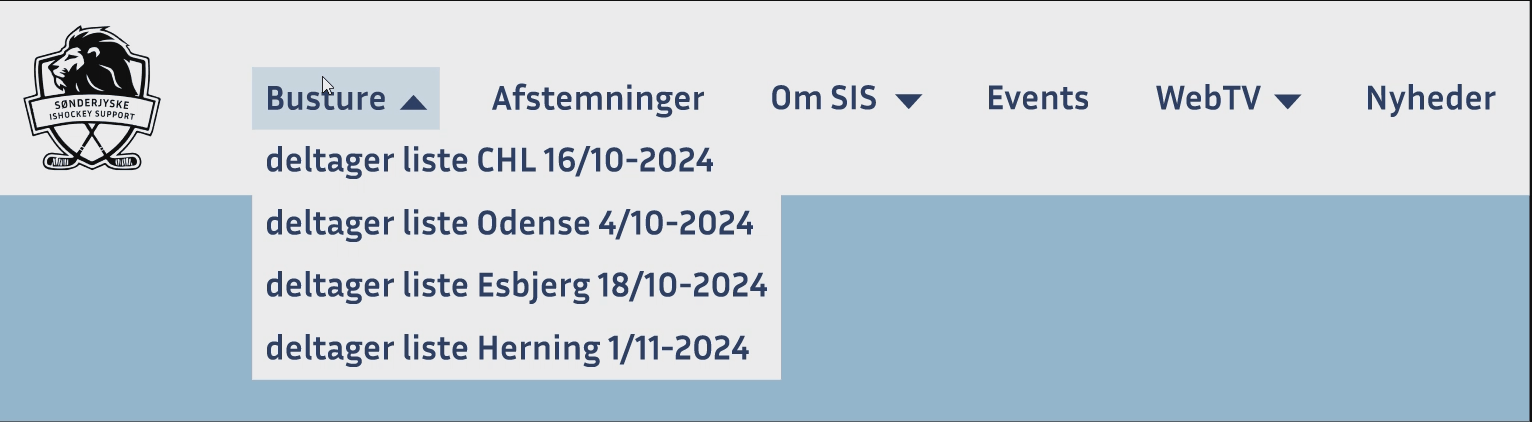 SØNDERJYSKE
ISHOCKEY SUPPORT
Busture Afstemninger Om SIS Events WebTV Nyheder
deltager liste CHL 16/10-2024
deltager liste Odense 4/10-2024
deltager liste Esbjerg 18/10-2024
deltager liste Herning 1/11-2024